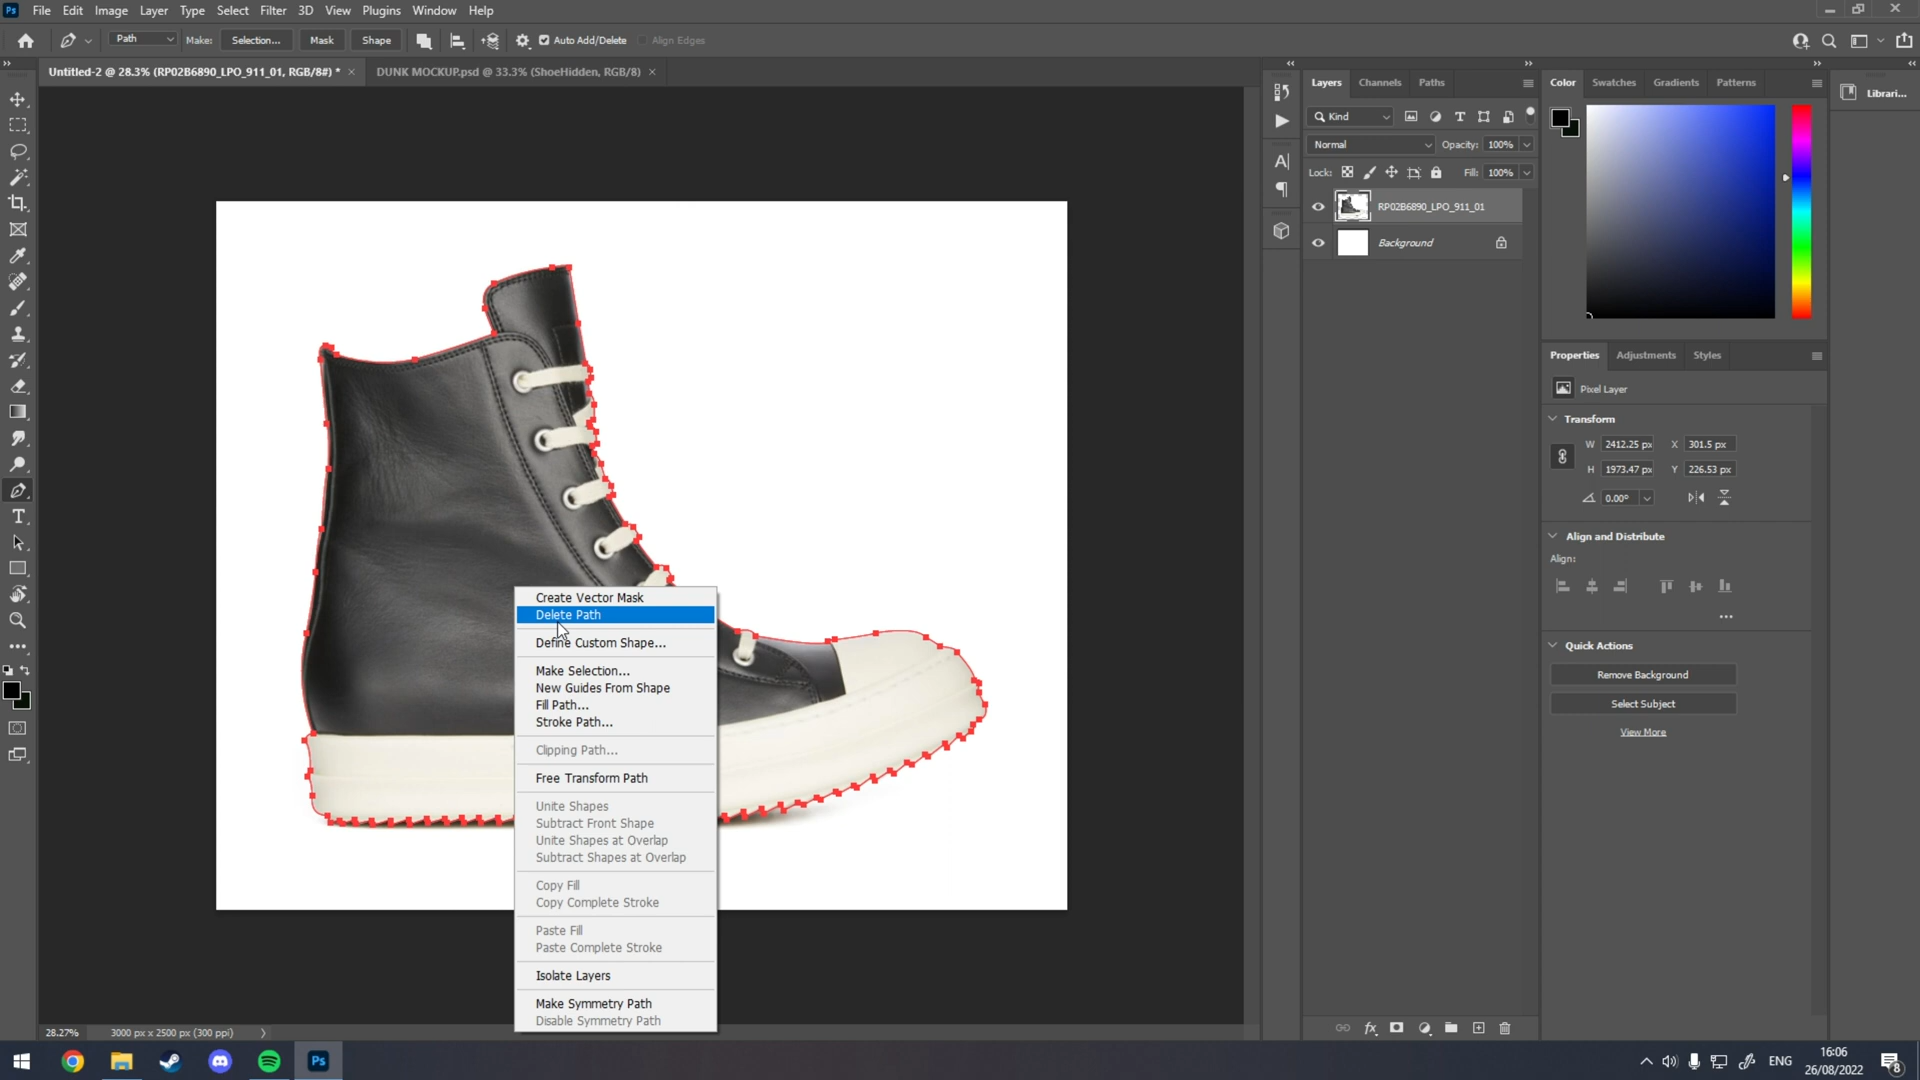 Ps File Edit Image Layer Type Select Filter 3D View Plugins Window Help
Path Make: Selection... Mask Shape Auto Add/Delete Align Edges
Untitled-2 @ 28.3% (RP02B6890_LPO_911_01, RGB/8#) * × DUNK MOCKUP.psd @ 33.3% (ShoeHidden, RGB/8) ×
Layers Channels Paths
Kind
Normal Opacity: 100%
Lock: Fill: 100%
RP02B6890_LPO_911_01
Background
Color Swatches Gradients Patterns
Librari...
Properties Adjustments Styles
Pixel Layer
Transform
W 2412.25 px X 301.5 px
H 1973.47 px Y 226.53 px
0.00°
Align and Distribute
Align:
Quick Actions
Remove Background
Select Subject
View More
Create Vector Mask
Delete Path
Define Custom Shape...
Make Selection...
New Guides From Shape
Fill Path...
Stroke Path...
Clipping Path...
Free Transform Path
Unite Shapes
Subtract Front Shape
Unite Shapes at Overlap
Subtract Shapes at Overlap
Copy Fill
Copy Complete Stroke
Paste Fill
Paste Complete Stroke
Isolate Layers
Make Symmetry Path
Disable Symmetry Path
28.27% 3000 px x 2500 px (300 ppi)
Ps
ENG
16:06
26/08/2022
8